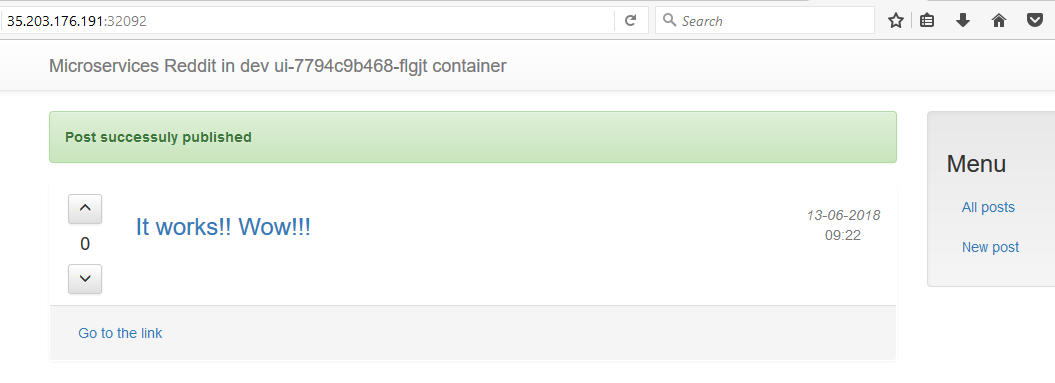 35.203.176.191:32092
Search
Microservices Reddit in dev ui-7794c9b468-flgjt container
Post successuly published
It works!! Wow!!!
0
13-06-2018
09:22
Go to the link
Menu
All posts
New post